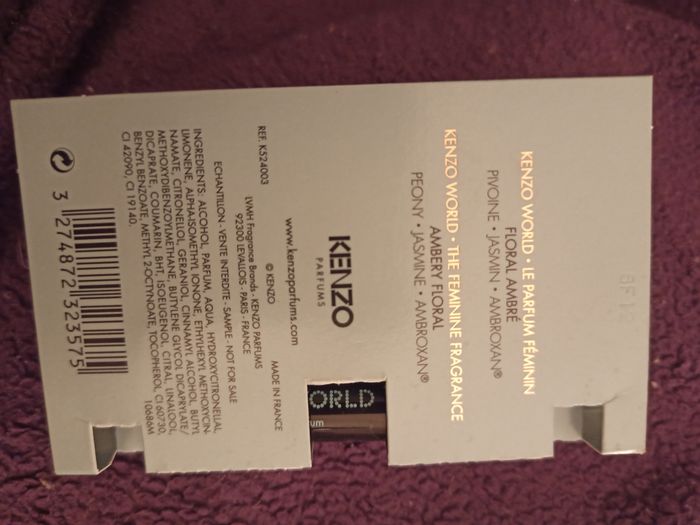 KENZO WORLD • LE PARFUM FÉMININ
FLORAL AMBRÉ
PIVOINE • JASMIN • AMBROXAN®
KENZO WORLD • THE FEMININE FRAGRANCE
AMBERY FLORAL
PEONY • JASMINE • AMBROXAN®
ORLD
um
KENZO
PARFUMS
www.kenzoparfums.com
© KENZO MADE IN FRANCE
LVMH Fragrance Brands - KENZO PARFUMS
92300 LEVALLOIS - PARIS - FRANCE
REF. K524003
ECHANTILLON - VENTE INTERDITE - SAMPLE - NOT FOR SALE
INGREDIENTS: ALCOHOL, PARFUM, AQUA, HYDROXYCITRONELLAL,
LIMONENE, ALPHA-ISOMETHYL IONONE, ETHYLHEXYL METHOXYCIN-
NAMATE, CITRONELLOL, GERANIOL, CINNAMYL ALCOHOL, BUTYL
METHOXYDIBENZOYLMETHANE, BUTYLENE GLYCOL DICAPRYLATE/
DICAPRATE, COUMARIN, BHT, ISOEUGENOL, CITRAL, LINALOOL,
BENZYL BENZOATE, METHYL 2-OCTYNOATE, TOCOPHEROL, CI 60730,
CI 42090, CI 19140. 10686M
3 274872 323575